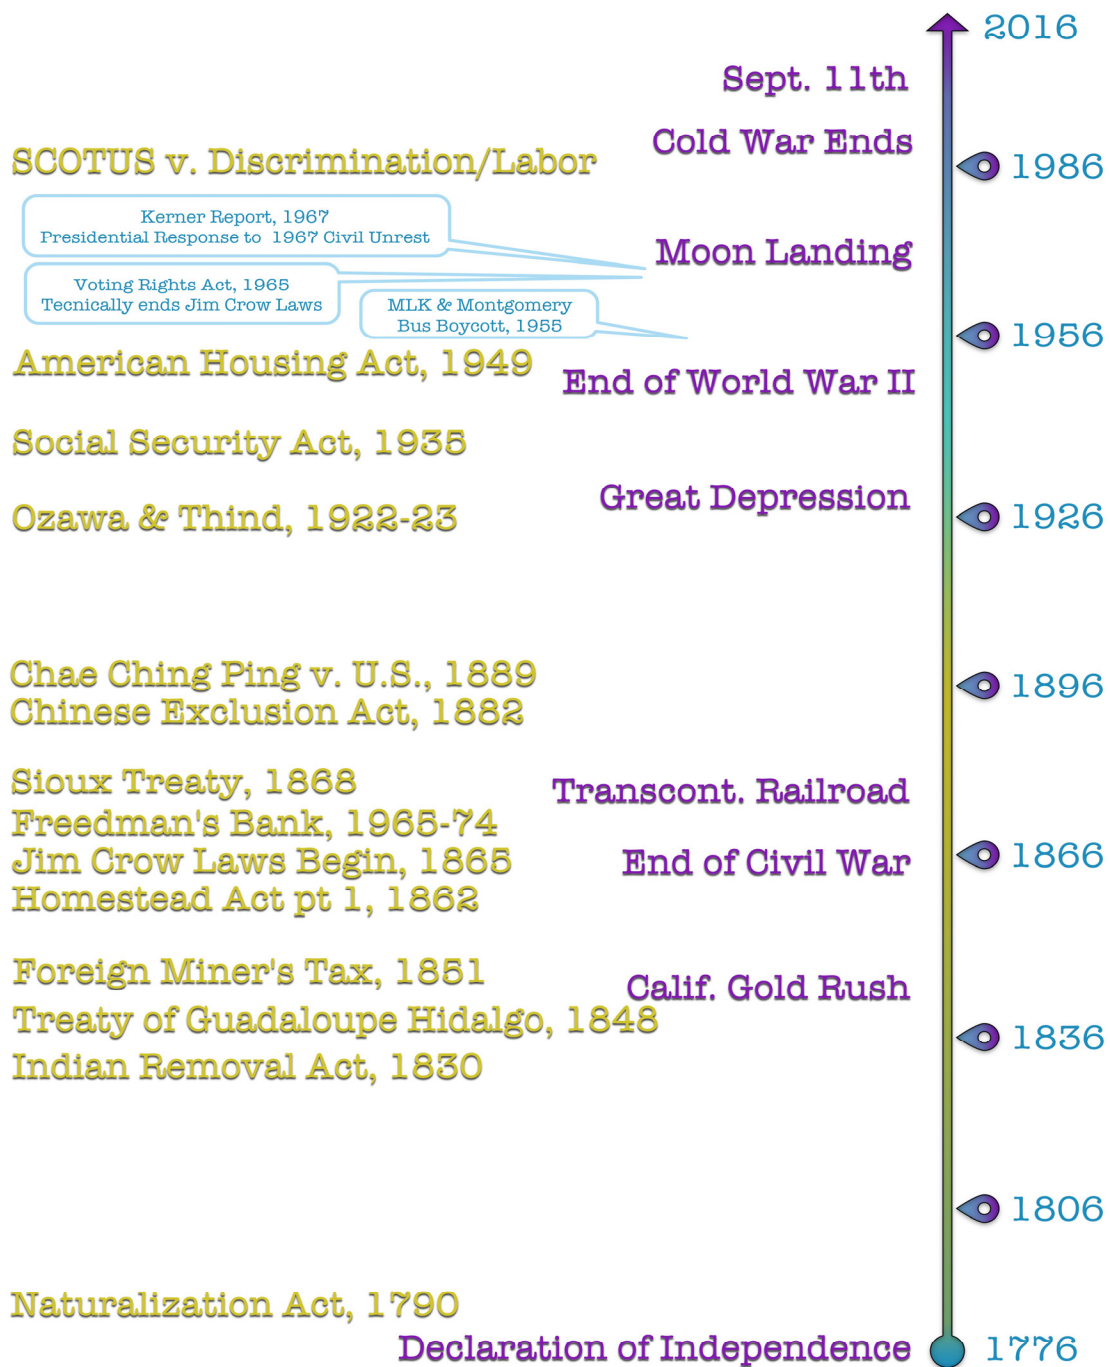 2016
Sept. 11th
Cold War Ends
SCOTUS v. Discrimination/Labor
1986
Kerner Report, 1967
Presidential Response to 1967 Civil Unrest
Moon Landing
Voting Rights Act, 1965
Tecnically ends Jim Crow Laws
MLK & Montgomery
Bus Boycott, 1955
1956
American Housing Act, 1949
End of World War II
Social Security Act, 1935
Great Depression
Ozawa & Thind, 1922-23
1926
Chae Ching Ping v. U.S., 1889
1896
Chinese Exclusion Act, 1882
Sioux Treaty, 1868
Transcont. Railroad
Freedman's Bank, 1965-74
Jim Crow Laws Begin, 1865
End of Civil War
1866
Homestead Act pt 1, 1862
Foreign Miner's Tax, 1851
Calif. Gold Rush
Treaty of Guadaloupe Hidalgo, 1848
1836
Indian Removal Act, 1830
1806
Naturalization Act, 1790
Declaration of Independence
1776